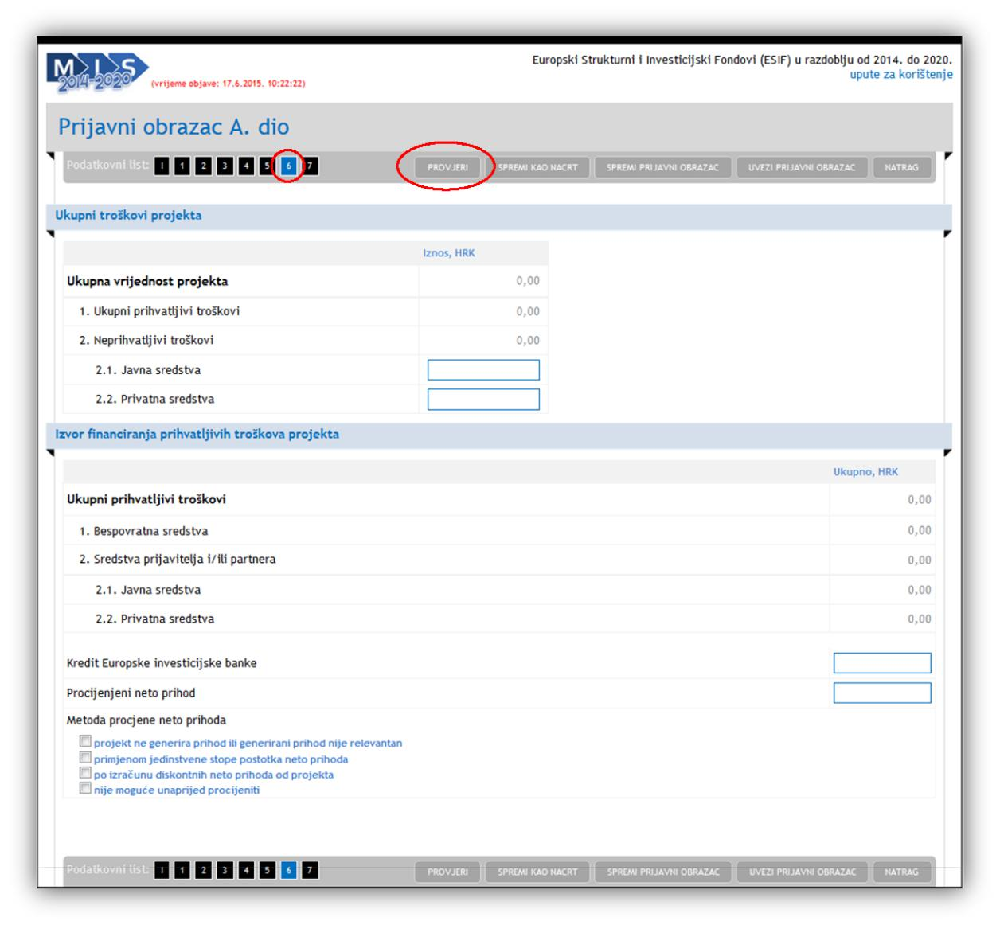 MIS
2014-2020
(vrijeme objave: 17.6.2015. 10:22:22)
Europski Strukturni i Investicijski Fondovi (ESIF) u razdoblju od 2014. do 2020.
upute za korištenje
Prijavni obrazac A. dio
Podatkovni list: I 1 2 3 4 5 6 7 PROVJERI SPREMI KAO NACRT SPREMI PRIJAVNI OBRAZAC UVEZI PRIJAVNI OBRAZAC NATRAG
Ukupni troškovi projekta
Iznos, HRK
Ukupna vrijednost projekta 0,00
1. Ukupni prihvatljivi troškovi 0,00
2. Neprihvatljivi troškovi 0,00
2.1. Javna sredstva
2.2. Privatna sredstva
Izvor financiranja prihvatljivih troškova projekta
Ukupno, HRK
Ukupni prihvatljivi troškovi 0,00
1. Bespovratna sredstva 0,00
2. Sredstva prijavitelja i/ili partnera 0,00
2.1. Javna sredstva 0,00
2.2. Privatna sredstva 0,00
Kredit Europske investicijske banke
Procijenjeni neto prihod
Metoda procjene neto prihoda
projekt ne generira prihod ili generirani prihod nije relevantan
primjenom jedinstvene stope postotka neto prihoda
po izračunu diskontnih neto prihoda od projekta
nije moguće unaprijed procijeniti
Podatkovni list: I 1 2 3 4 5 6 7 PROVJERI SPREMI KAO NACRT SPREMI PRIJAVNI OBRAZAC UVEZI PRIJAVNI OBRAZAC NATRAG